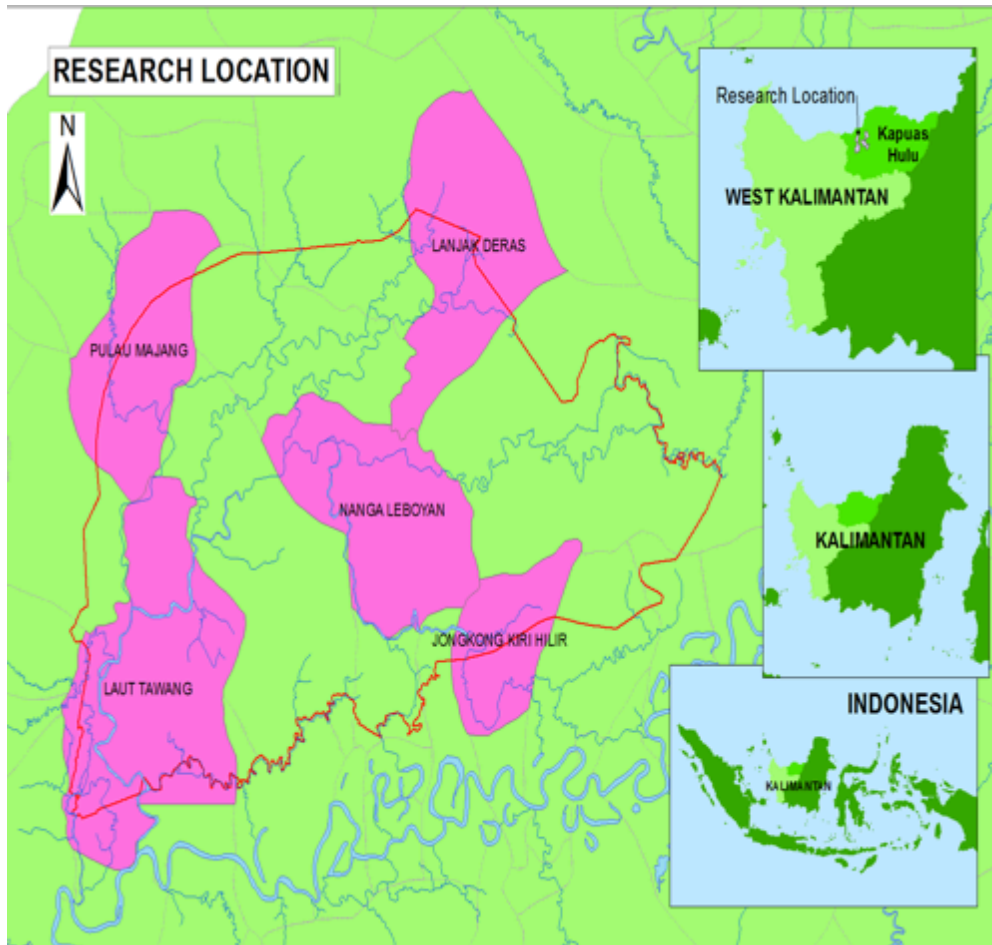 RESEARCH LOCATION
N
LANJAK DERAS
PULAU MAJANG
NANGA LEBOYAN
JONGKONG KIRI HILIR
LAUT TAWANG
Research Location
Kapuas
Hulu
WEST KALIMANTAN
KALIMANTAN
INDONESIA
KALIMANTAN